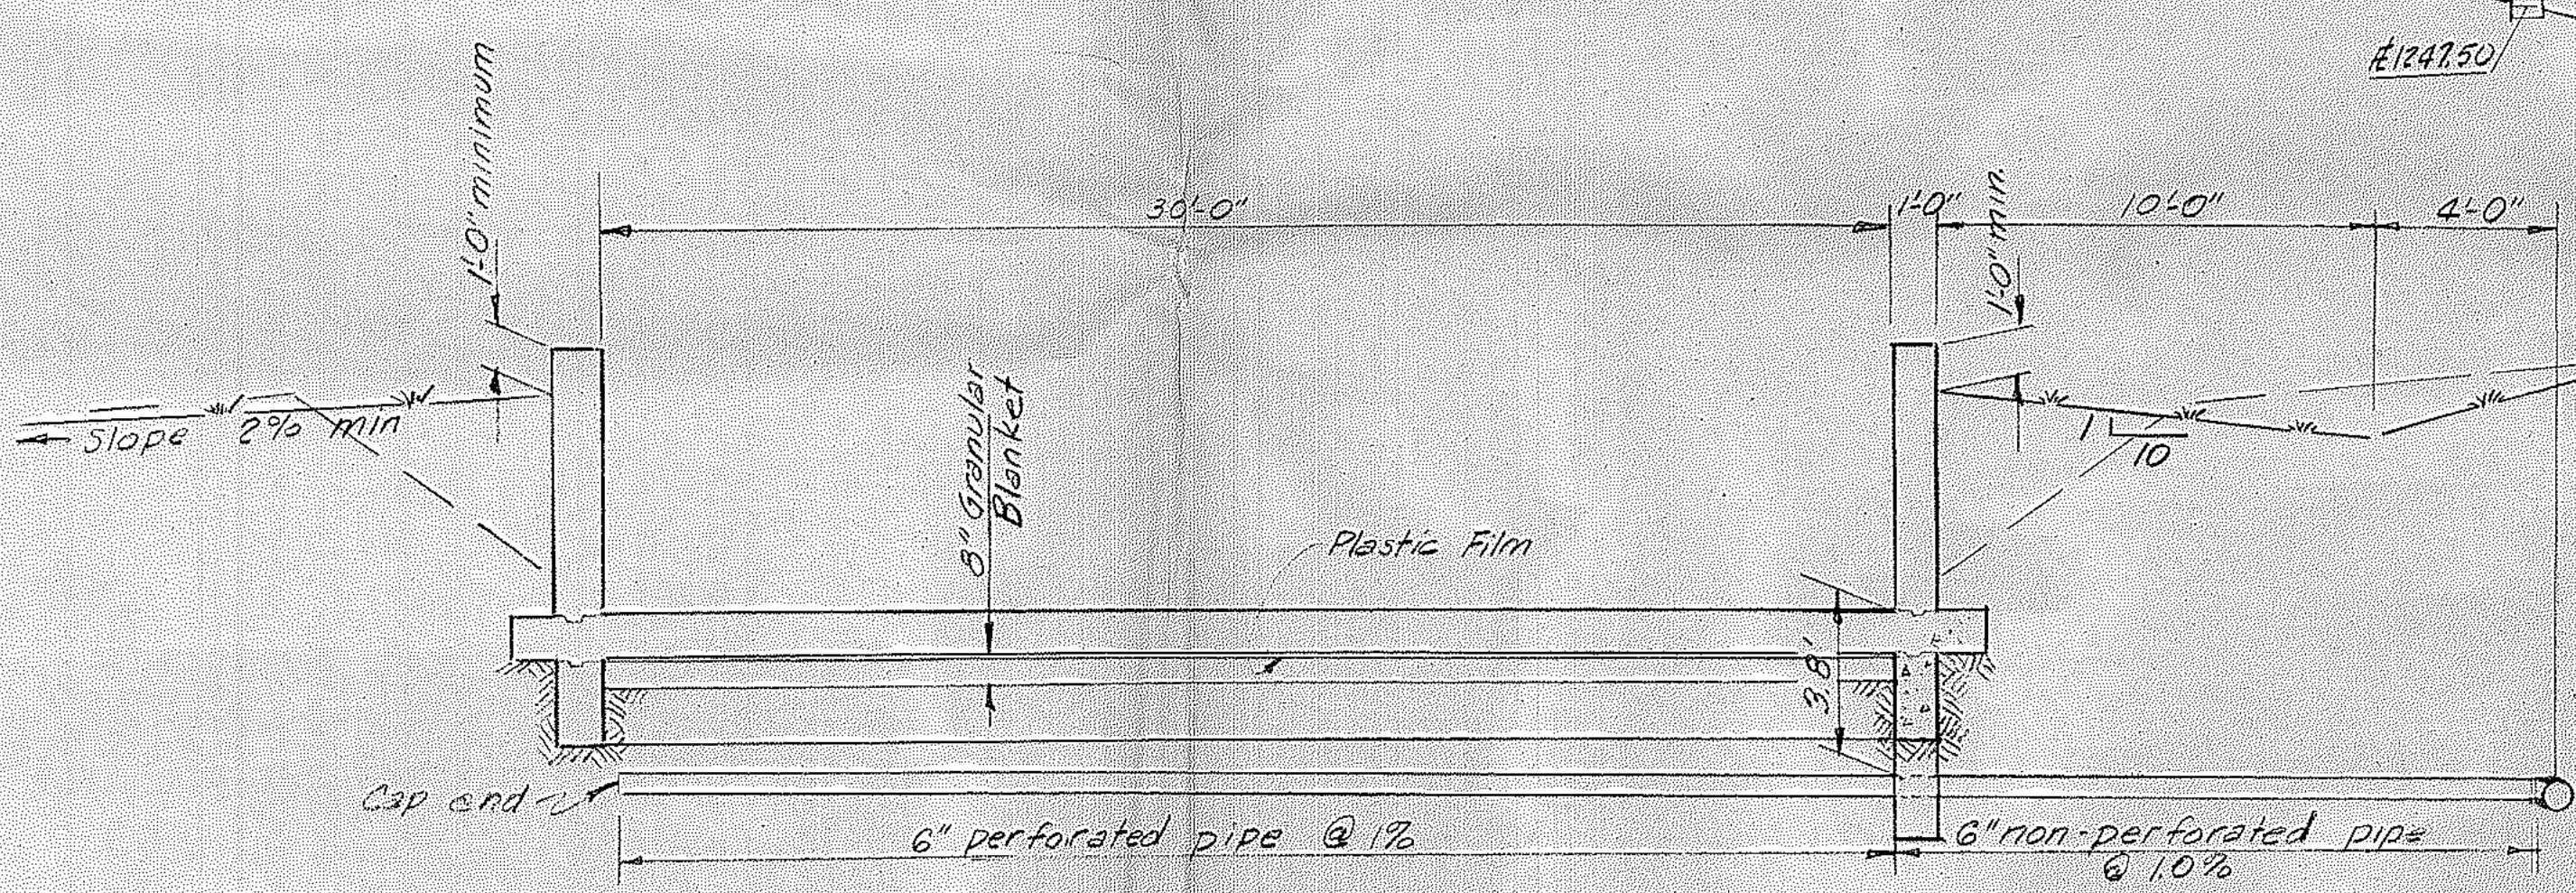 1247.50
1'-0" minimum
30'-0"
1'-0"
1'-0" min.
10'-0"
4'-0"
8" Granular
Blanket
Slope 2% min
1
10
Plastic Film
3.8'
Cap end
6" perforated pipe @ 1%
6" non-perforated pipe
@ 1.0%